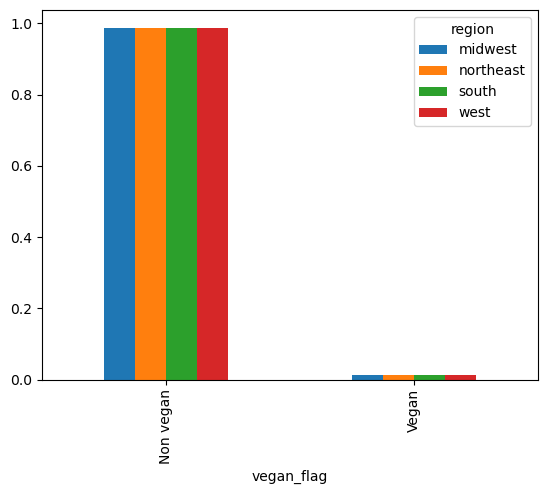 1.0
0.8
0.6
0.4
0.2
0.0
region
midwest
northeast
south
west
Non vegan
Vegan
vegan_flag